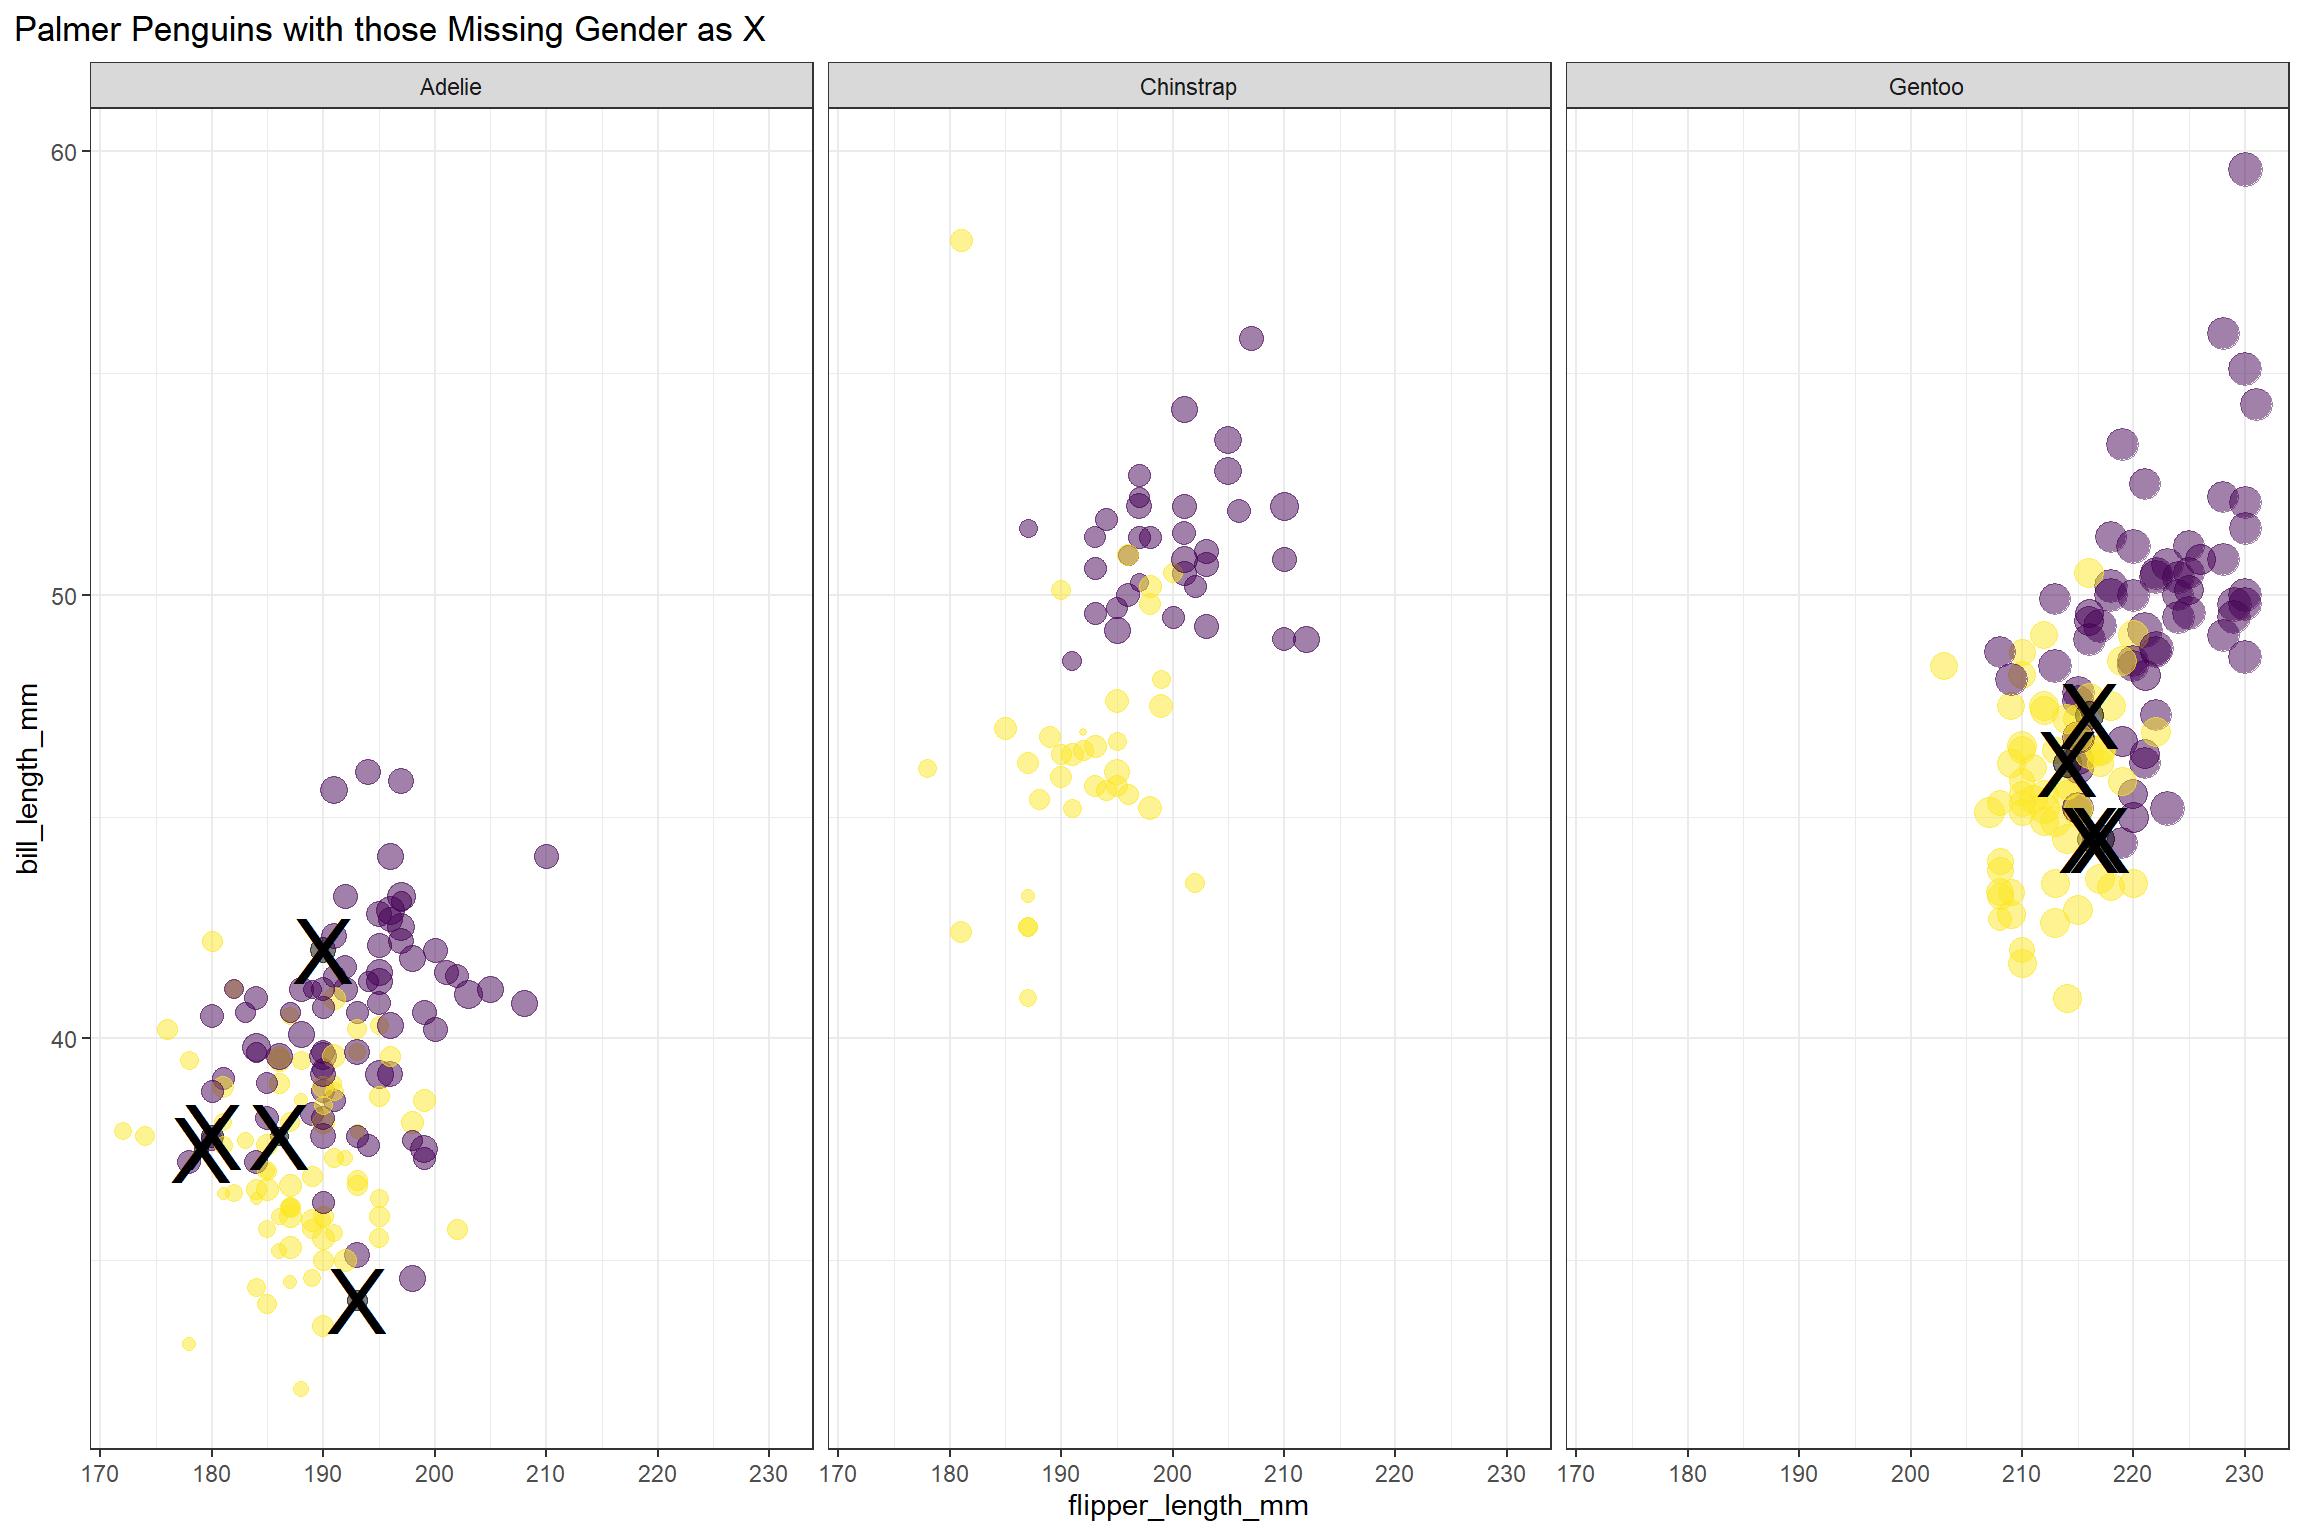 Palmer Penguins with those Missing Gender as X
Adelie
Chinstrap
Gentoo
bill_length_mm
60
50
40
X
X
X
X
X
X
X
X
X
170 180 190 200 210 220 230
170 180 190 200 210 220 230
170 180 190 200 210 220 230
flipper_length_mm